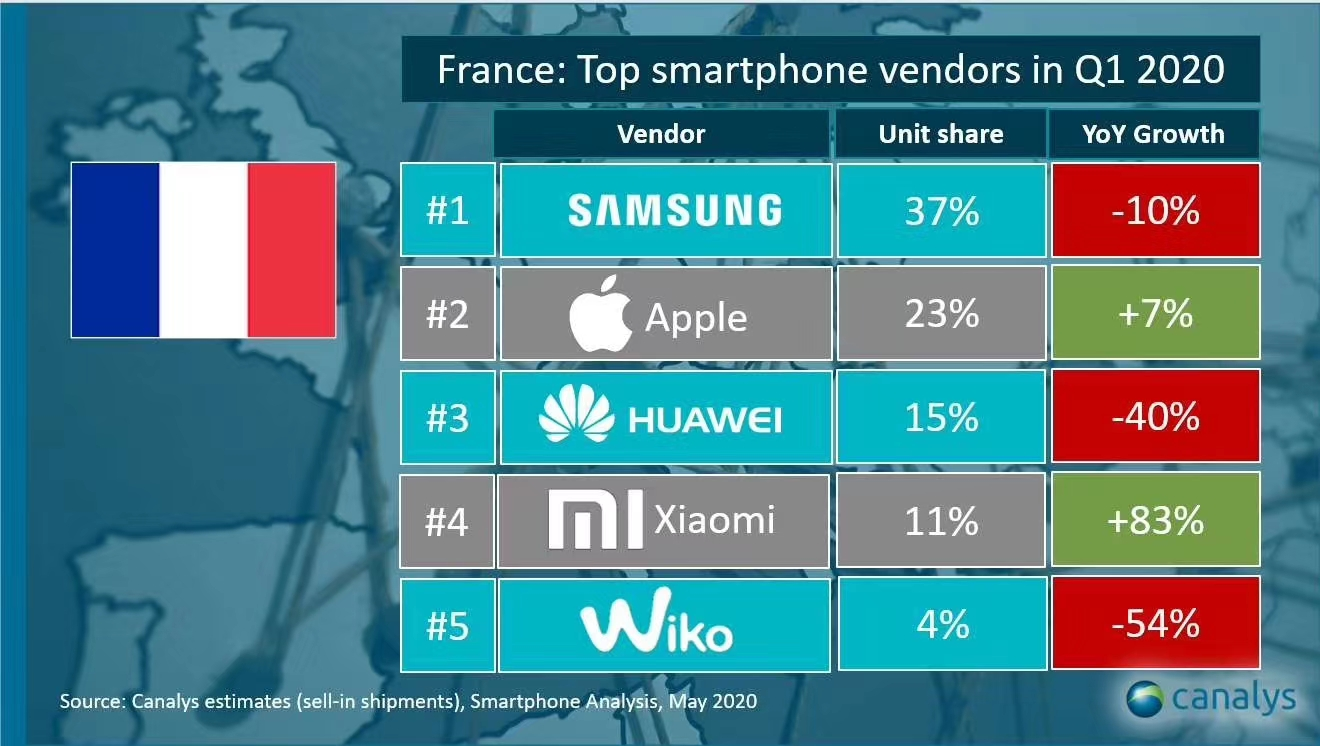 France: Top smartphone vendors in Q1 2020
Vendor Unit share YoY Growth
#1 SAMSUNG 37% -10%
#2 Apple 23% +7%
#3 HUAWEI 15% -40%
#4 MI Xiaomi 11% +83%
#5 Wiko 4% -54%
Source: Canalys estimates (sell-in shipments), Smartphone Analysis, May 2020
canalys